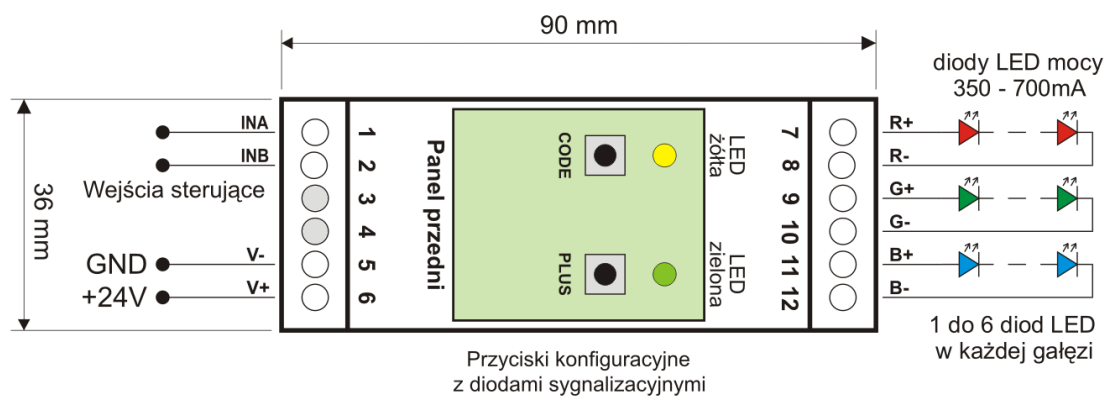 90 mm
36 mm
INA
INB
Wejścia sterujące
V-
GND
V+
+24V
1
2
3
4
5
6
Panel przedni
CODE
LED
żółta
PLUS
LED
zielona
7
8
9
10
11
12
diody LED mocy
350 - 700mA
R+
R-
G+
G-
B+
B-
1 do 6 diod LED
w każdej gałęzi
Przyciski konfiguracyjne
z diodami sygnalizacyjnymi